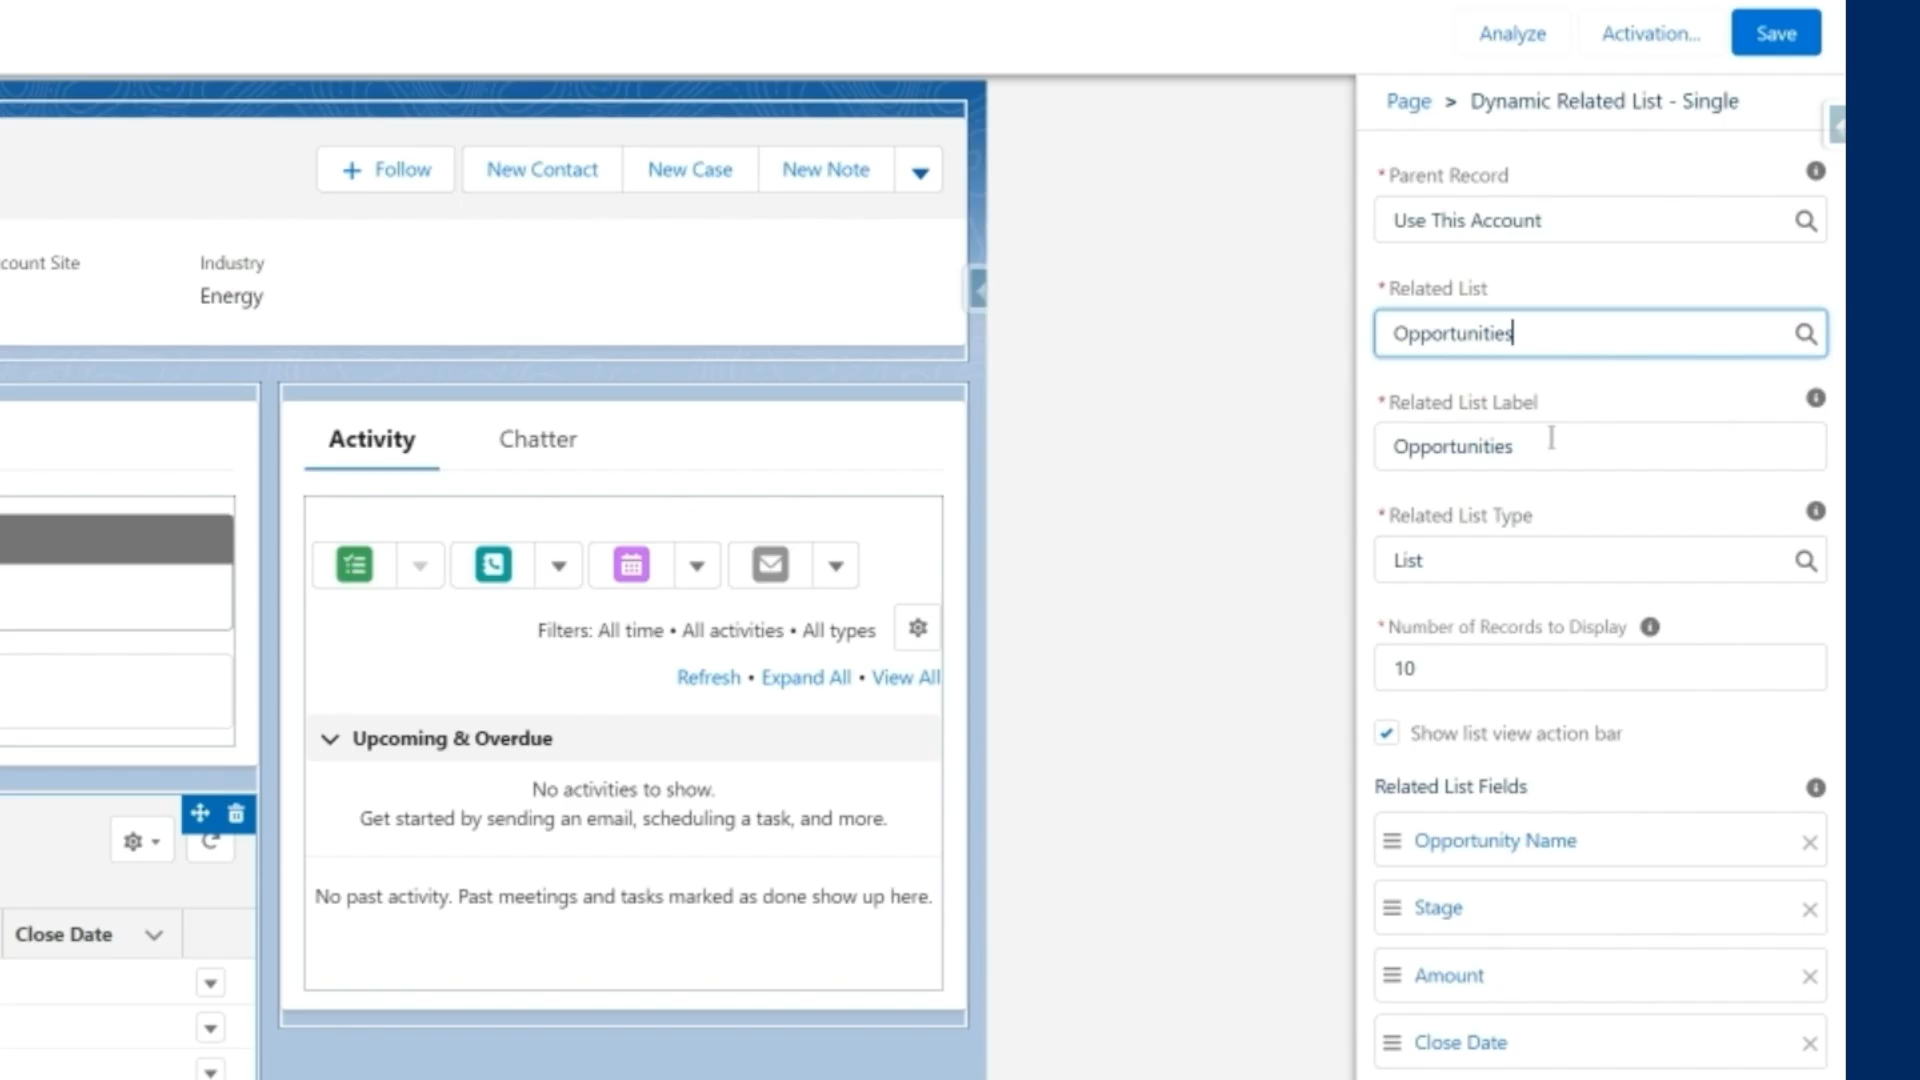 Analyze
Activation...
Save
Page > Dynamic Related List - Single
+ Follow
New Contact
New Case
New Note
*Parent Record
Use This Account
count Site
Industry
Energy
*Related List
Opportunities
*Related List Label
Opportunities
Activity
Chatter
*Related List Type
List
Filters: All time • All activities • All types
Refresh • Expand All • View All
*Number of Records to Display
10
Show list view action bar
Upcoming & Overdue
No activities to show.
Get started by sending an email, scheduling a task, and more.
No past activity. Past meetings and tasks marked as done show up here.
Close Date
Related List Fields
Opportunity Name
Stage
Amount
Close Date